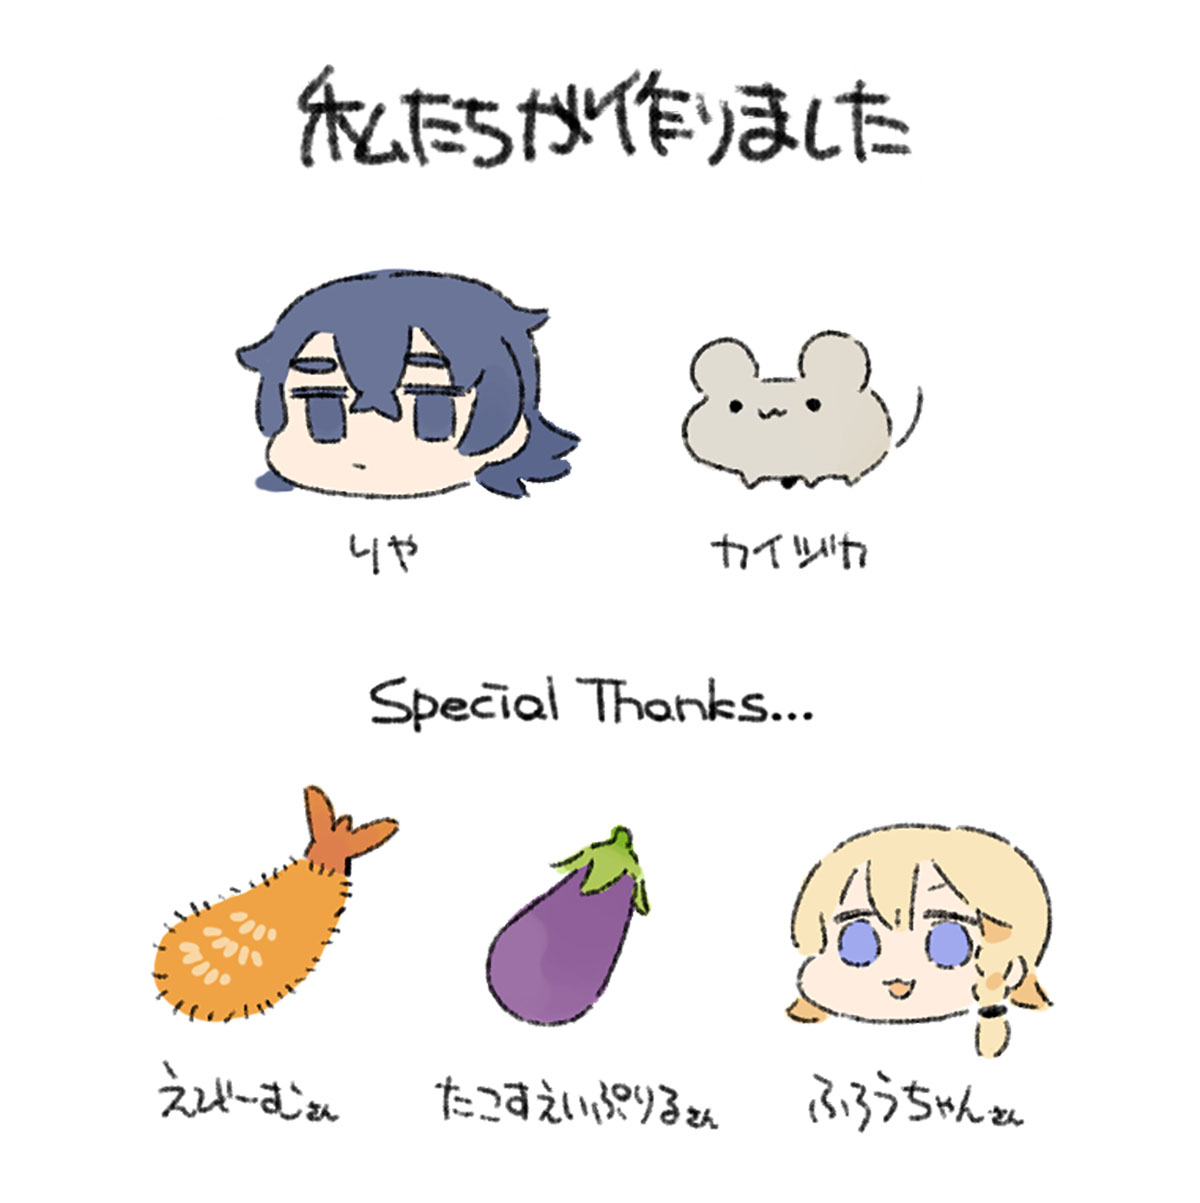 私たちが作りました
りや
カイヅカ
Special Thanks...
えびーむさん
たこすえいぷりるさん
ふろうちゃんさん